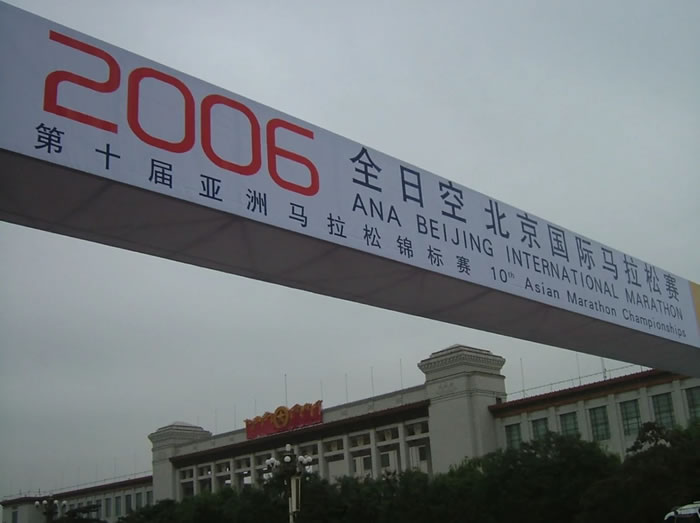 2006 全日空 北京国际马拉松赛
ANA BEIJING INTERNATIONAL MARATHON
第十届亚洲马拉松锦标赛 10th Asian Marathon Championships